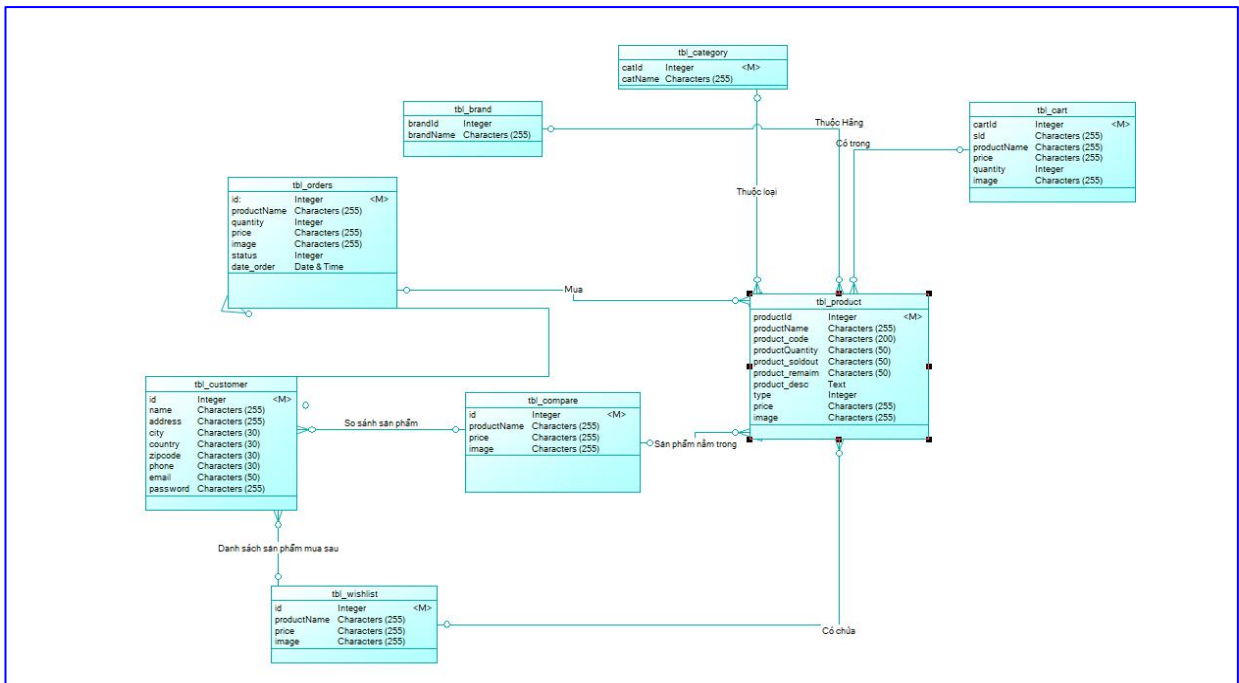 tbl_category
catId Integer <M>
catName Characters (255)
tbl_brand
brandId Integer
brandName Characters (255)
tbl_cart
cartId Integer <M>
sId Characters (255)
productName Characters (255)
price Characters (255)
quantity Integer
image Characters (255)
Thuộc Hãng
Có trong
Thuộc loại
tbl_orders
id: Integer <M>
productName Characters (255)
quantity Integer
price Characters (255)
image Characters (255)
status Integer
date_order Date & Time
Mua
tbl_product
productId Integer <M>
productName Characters (255)
product_code Characters (200)
productQuantity Characters (50)
product_soldout Characters (50)
product_remaim Characters (50)
product_desc Text
type Integer
price Characters (255)
image Characters (255)
tbl_customer
id Integer <M>
name Characters (255)
address Characters (255)
city Characters (30)
country Characters (30)
zipcode Characters (30)
phone Characters (30)
email Characters (50)
password Characters (255)
So sánh sản phẩm
tbl_compare
id Integer <M>
productName Characters (255)
price Characters (255)
image Characters (255)
Sản phẩm nằm trong
Danh sách sản phẩm mua sau
tbl_wishlist
id Integer <M>
productName Characters (255)
price Characters (255)
image Characters (255)
Có chứa